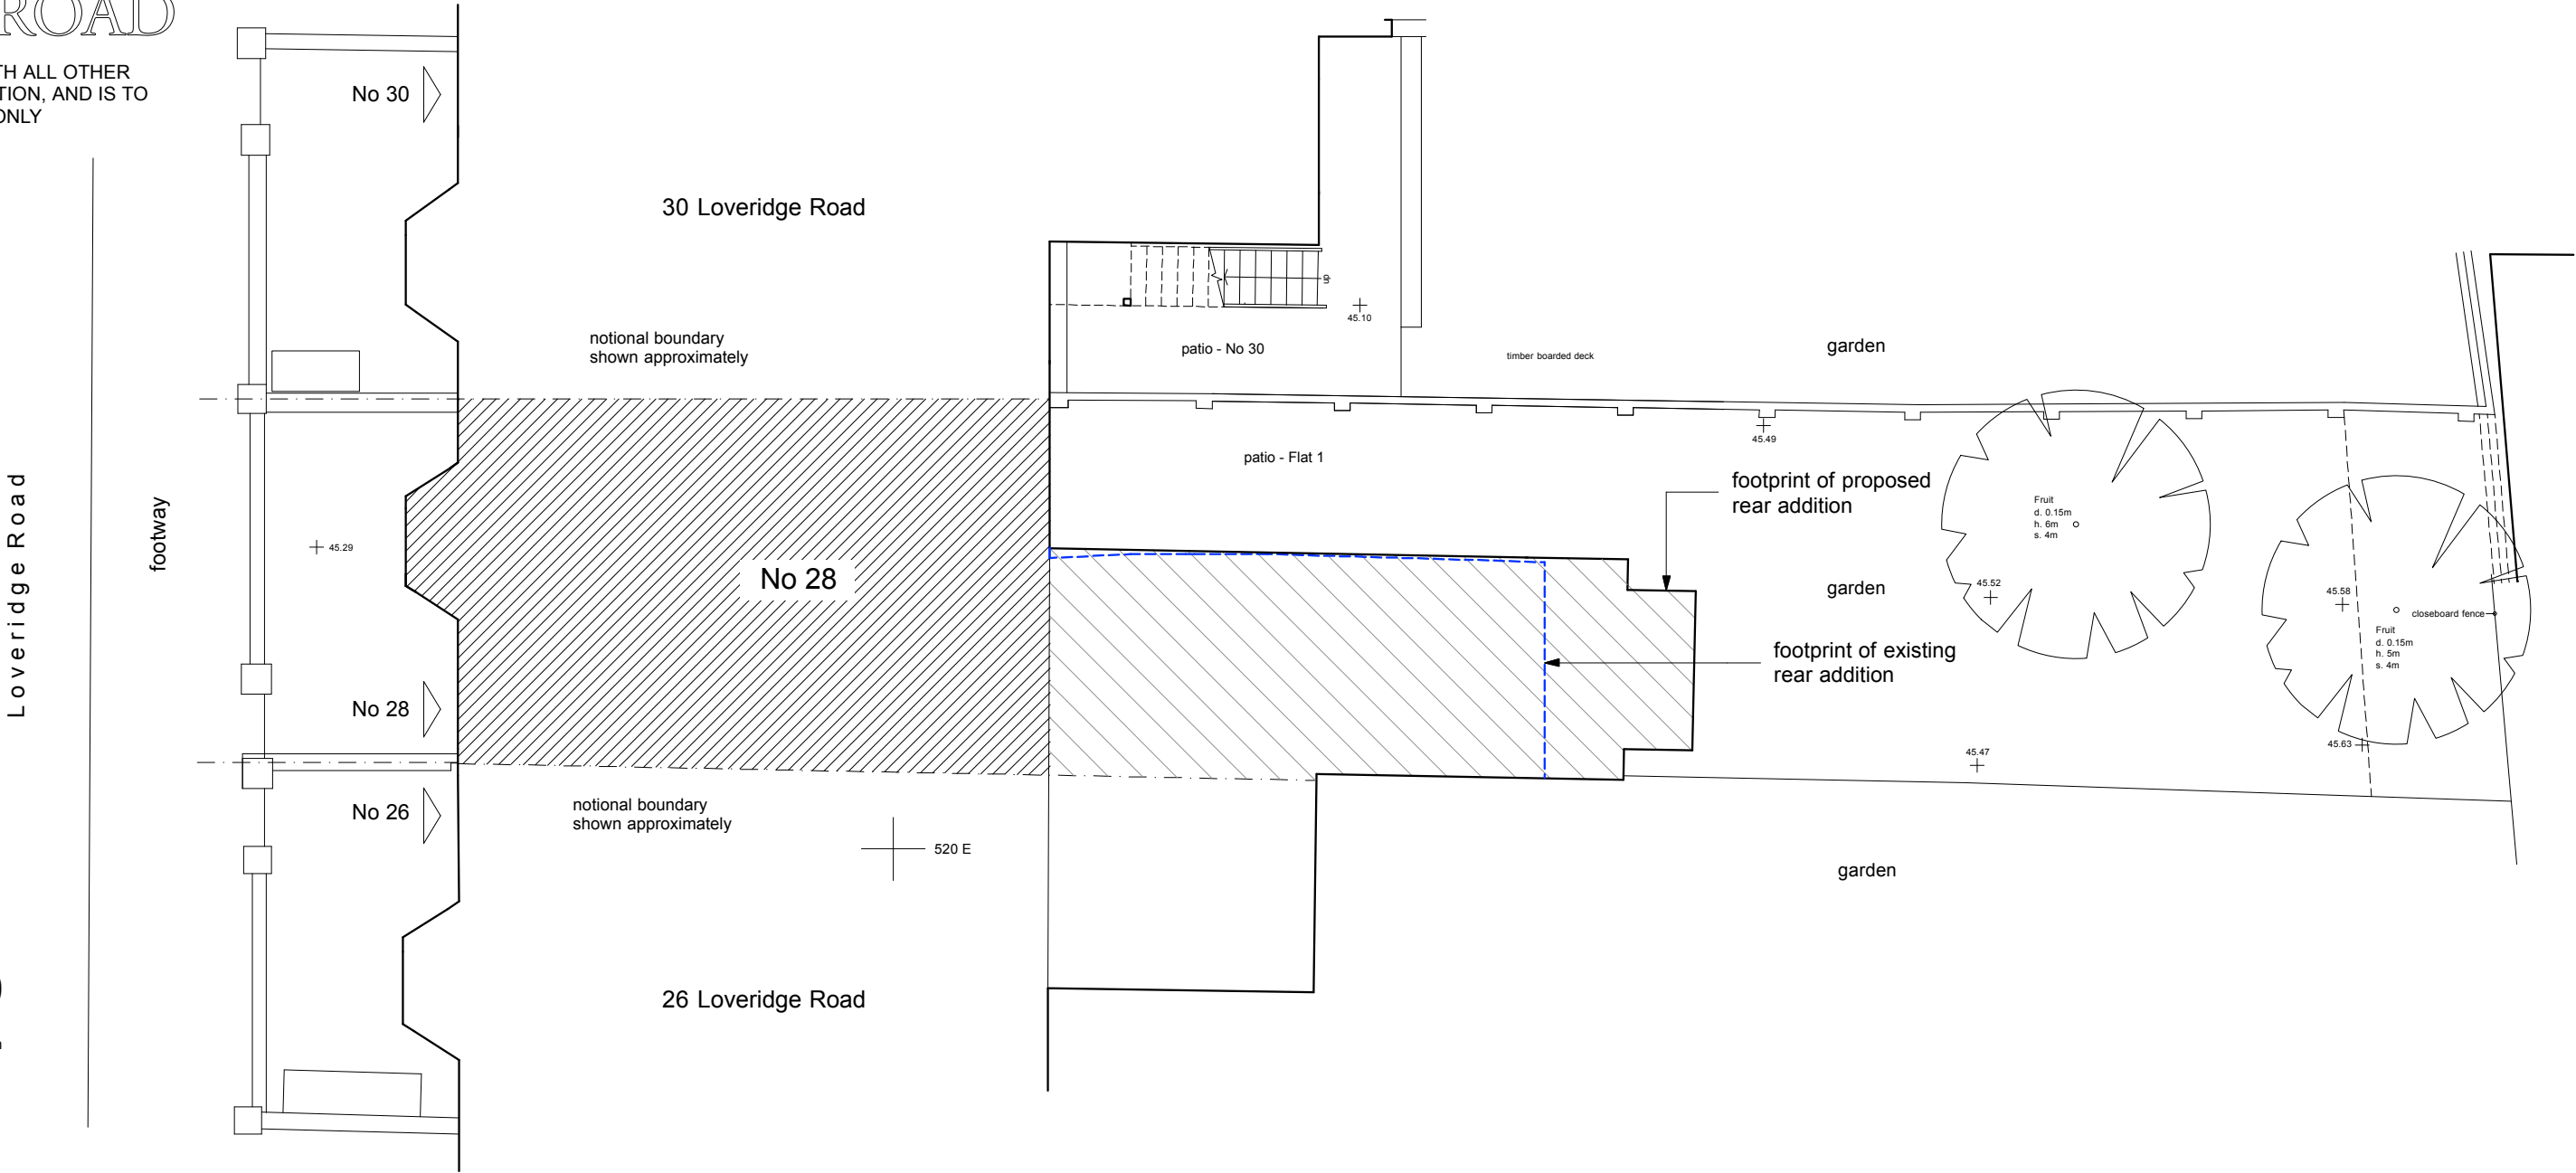 ROAD
TH ALL OTHER
TION, AND IS TO
ONLY
No 30
30 Loveridge Road
notional boundary
shown approximately
up
45.10
patio - No 30
timber boarded deck
garden
patio - Flat 1
45.49
footprint of proposed
rear addition
Fruit
d. 0.15m
h. 6m
s. 4m
45.52
garden
45.58
closeboard fence
Fruit
d. 0.15m
h. 5m
s. 4m
45.63
Loveridge Road
footway
45.29
No 28
footprint of existing
rear addition
No 28
45.47
No 26
notional boundary
shown approximately
520 E
garden
26 Loveridge Road